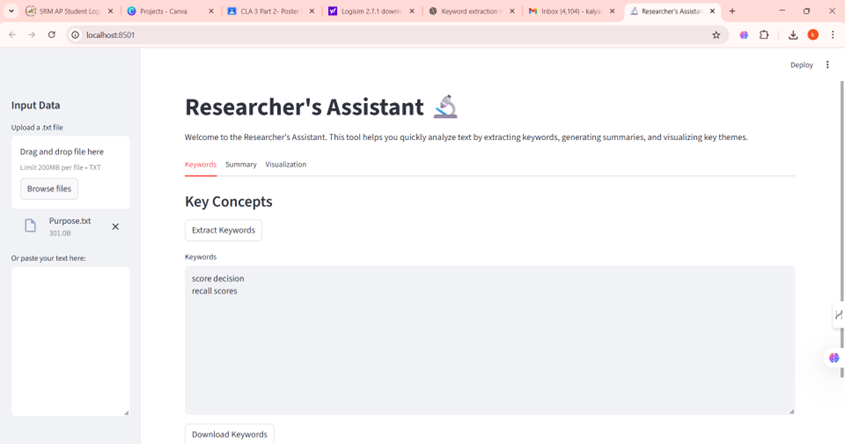 SRM AP Student Log
Projects - Canva
CLA 3 Part 2- Poster
Logisim 2.7.1 downl
Keyword extraction r
Inbox (4,104) - kalya
Researcher's Assistan
localhost:8501
k
Deploy
Input Data
Upload a .txt file
Drag and drop file here
Limit 200MB per file • TXT
Browse files
Purpose.txt
301.0B
Or paste your text here:
Researcher's Assistant
Welcome to the Researcher's Assistant. This tool helps you quickly analyze text by extracting keywords, generating summaries, and visualizing key themes.
Keywords Summary Visualization
Key Concepts
Extract Keywords
Keywords
score decision
recall scores
Download Keywords